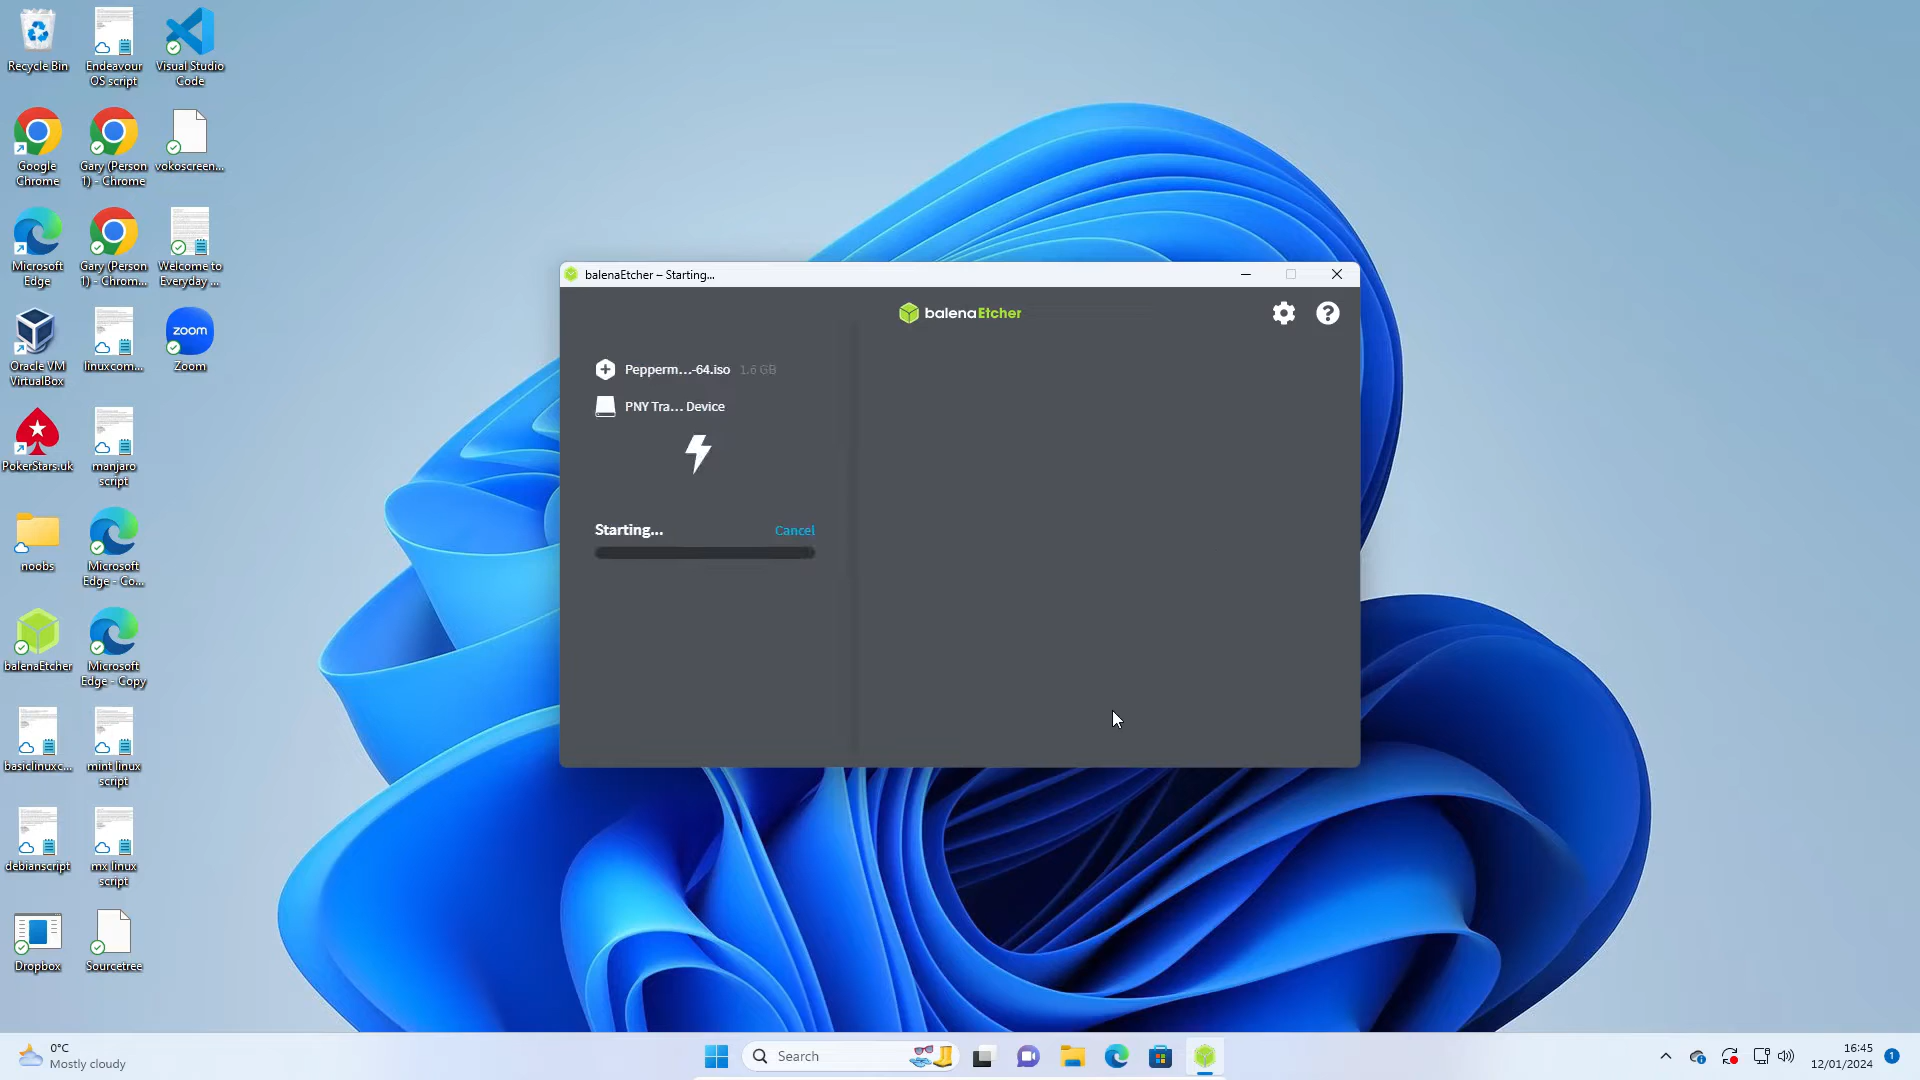 Recycle Bin
Endeavour
OS script
Visual Studio
Code
Google
Chrome
Gary (Person
1) - Chrome
vokoscreen...
Microsoft
Edge
Gary (Person
1) - Chrom...
Welcome to
Everyday ...
Oracle VM
VirtualBox
linuxcom...
zoom
Zoom
PokerStars.uk
manjaro
script
noobs
Microsoft
Edge - Co...
balenaEtcher
Microsoft
Edge - Copy
basiclinuxc...
mint linux
script
debianscript
mx linux
script
Dropbox
Sourcetree
balenaEtcher – Starting...
balenaEtcher
Pepperm...-64.iso 1.6 GB
PNY Tra... Device
Starting... Cancel
0°C
Mostly cloudy
Search
16:45
12/01/2024
1